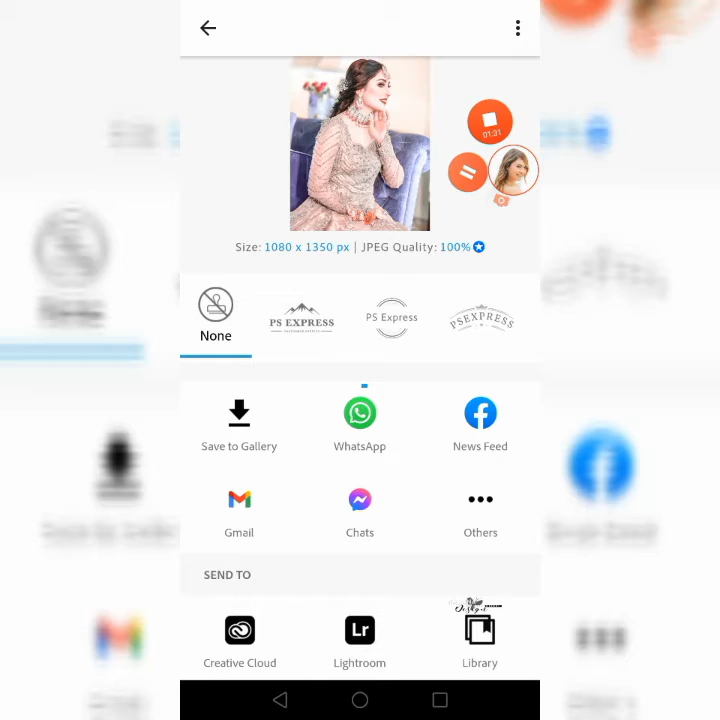 01:31
Size: 1080 x 1350 px | JPEG Quality: 100%
None
PS EXPRESS
PS Express
PSEXPRESS
Save to Gallery
WhatsApp
News Feed
Gmail
Chats
Others
SEND TO
Lr
Creative Cloud
Lightroom
Library